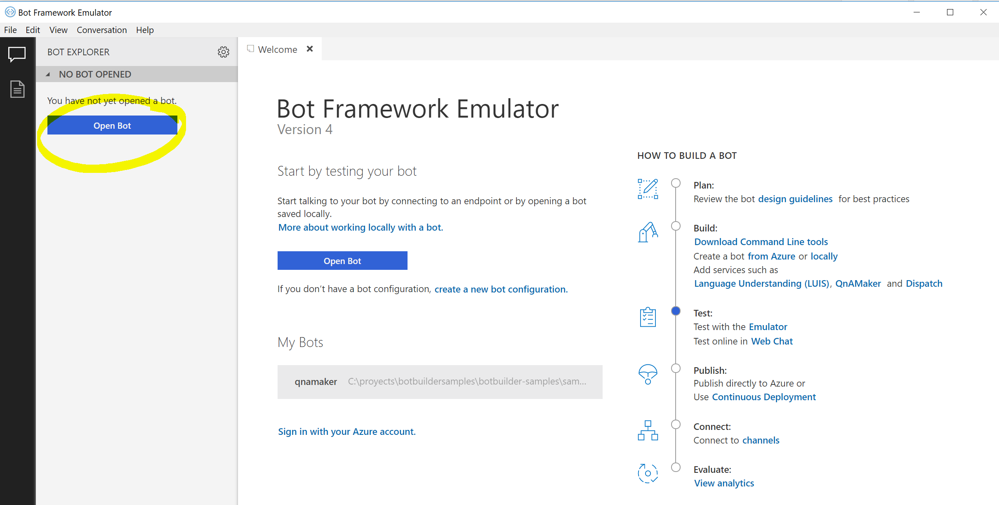 Bot Framework Emulator
File Edit View Conversation Help
BOT EXPLORER
NO BOT OPENED
You have not yet opened a bot.
Open Bot
Welcome
Bot Framework Emulator
Version 4
Start by testing your bot
Start talking to your bot by connecting to an endpoint or by opening a bot
saved locally.
More about working locally with a bot.
Open Bot
If you don’t have a bot configuration, create a new bot configuration.
My Bots
qnamaker C:\proyects\botbuildersamples\botbuilder-samples\sam...
Sign in with your Azure account.
HOW TO BUILD A BOT
Plan:
Review the bot design guidelines for best practices
Build:
Download Command Line tools
Create a bot from Azure or locally
Add services such as
Language Understanding (LUIS), QnAMaker and Dispatch
Test:
Test with the Emulator
Test online in Web Chat
Publish:
Publish directly to Azure or
Use Continuous Deployment
Connect:
Connect to channels
Evaluate:
View analytics